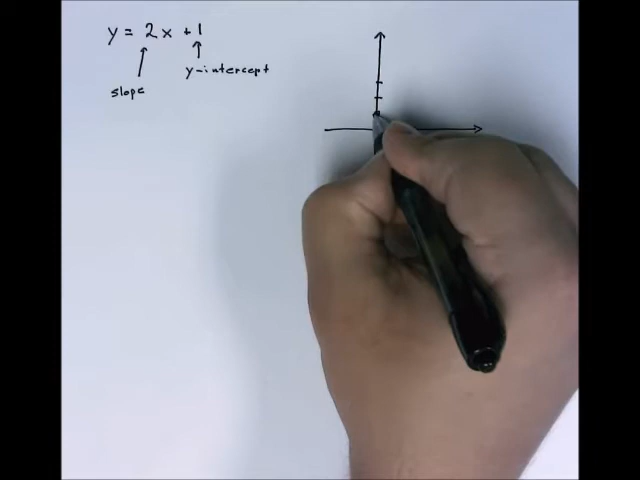 y = 2x +1
y-intercept
slope